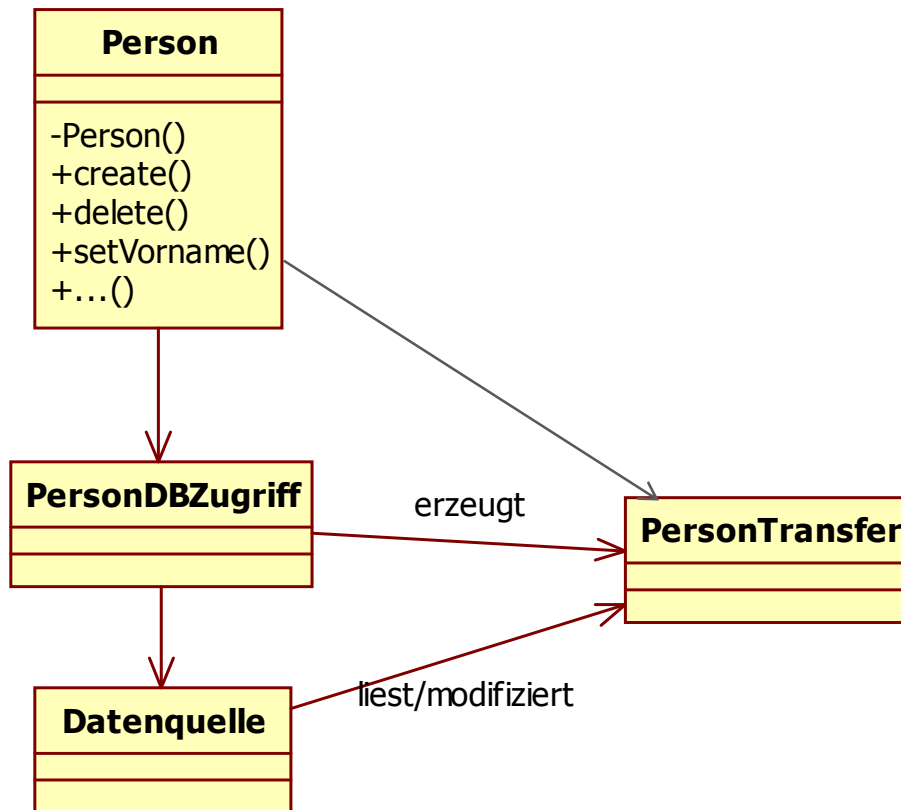 Person
-Person()
+create()
+delete()
+setVorname()
+...()
PersonDBZugriff
erzeugt
PersonTransfer
liest/modifiziert
Datenquelle